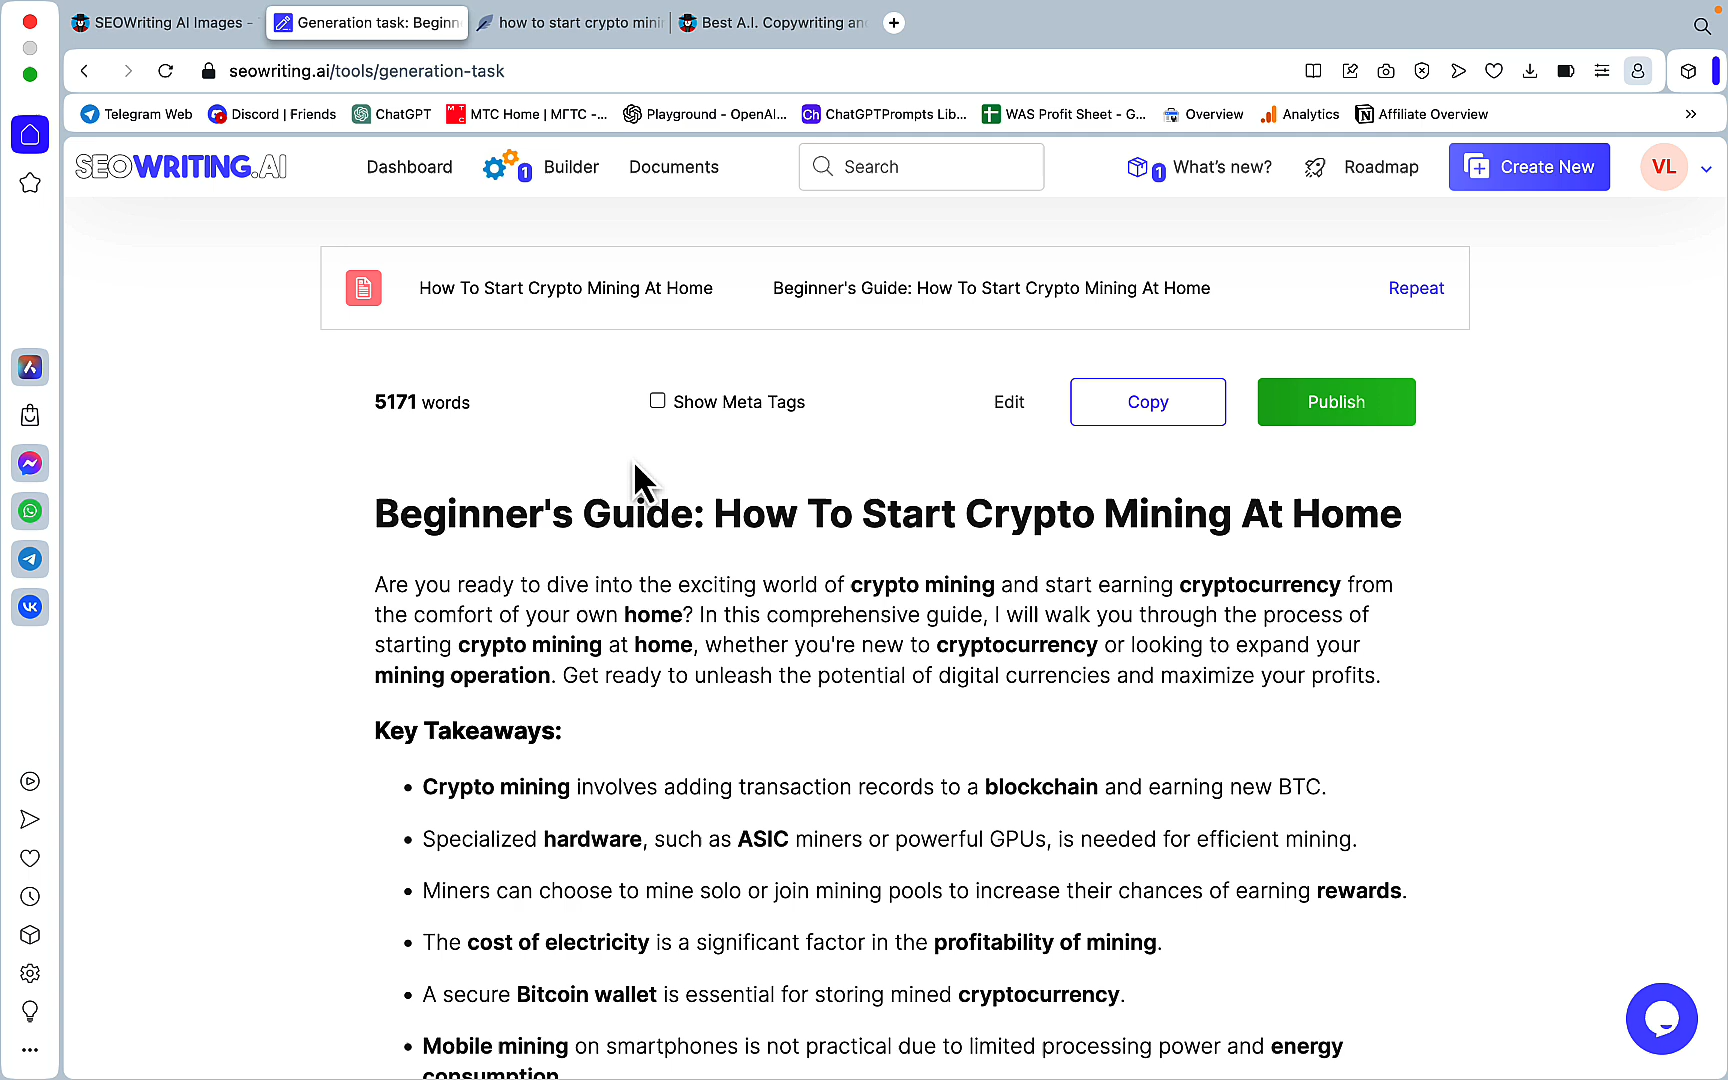 SEOWriting AI Images -
Generation task: Beginn
how to start crypto mini
Best A.I. Copywriting an
seowriting.ai/tools/generation-task
Telegram Web
Discord | Friends
ChatGPT
МТС Home | МГТС -...
Playground - OpenAI...
Ch
ChatGPTPrompts Lib...
WAS Profit Sheet - G...
Overview
Analytics
Affiliate Overview
SEOWRITING.AI
Dashboard
1
Builder
Documents
Search
1
What's new?
Roadmap
Create New
VL
How To Start Crypto Mining At Home
Beginner's Guide: How To Start Crypto Mining At Home
Repeat
5171 words
Show Meta Tags
Edit
Copy
Publish
Beginner's Guide: How To Start Crypto Mining At Home
Are you ready to dive into the exciting world of crypto mining and start earning cryptocurrency from
the comfort of your own home? In this comprehensive guide, I will walk you through the process of
starting crypto mining at home, whether you're new to cryptocurrency or looking to expand your
mining operation. Get ready to unleash the potential of digital currencies and maximize your profits.
Key Takeaways:
• Crypto mining involves adding transaction records to a blockchain and earning new BTC.
• Specialized hardware, such as ASIC miners or powerful GPUs, is needed for efficient mining.
• Miners can choose to mine solo or join mining pools to increase their chances of earning rewards.
• The cost of electricity is a significant factor in the profitability of mining.
• A secure Bitcoin wallet is essential for storing mined cryptocurrency.
• Mobile mining on smartphones is not practical due to limited processing power and energy
consumption